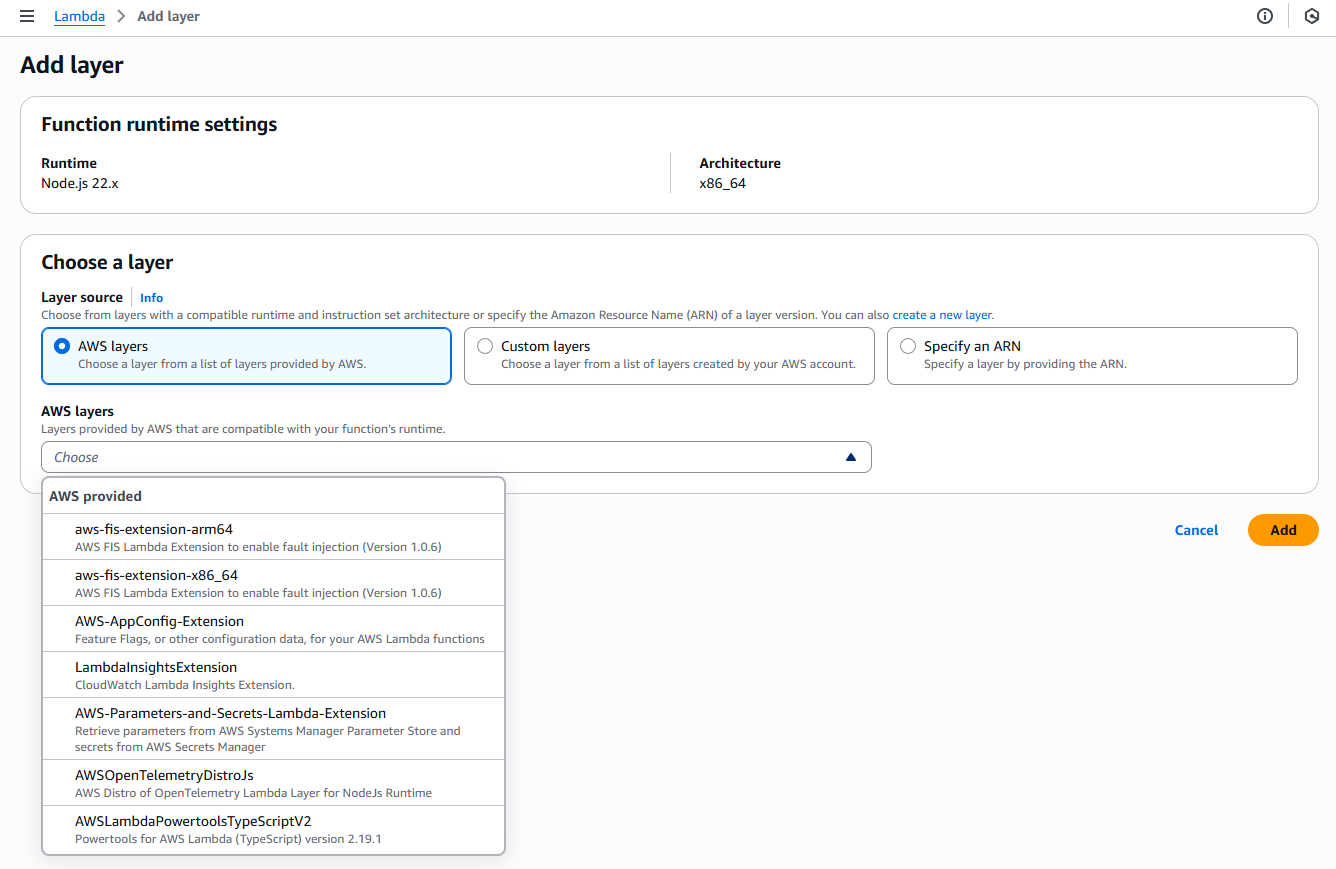 Lambda > Add layer
Add layer
Function runtime settings
Runtime
Node.js 22.x
Architecture
x86_64
Choose a layer
Layer source
Info
Choose from layers with a compatible runtime and instruction set architecture or specify the Amazon Resource Name (ARN) of a layer version. You can also create a new layer.
AWS layers
Choose a layer from a list of layers provided by AWS.
Custom layers
Choose a layer from a list of layers created by your AWS account.
Specify an ARN
Specify a layer by providing the ARN.
AWS layers
Layers provided by AWS that are compatible with your function's runtime.
Choose
AWS provided
aws-fis-extension-arm64
AWS FIS Lambda Extension to enable fault injection (Version 1.0.6)
aws-fis-extension-x86_64
AWS FIS Lambda Extension to enable fault injection (Version 1.0.6)
AWS-AppConfig-Extension
Feature Flags, or other configuration data, for your AWS Lambda functions
LambdaInsightsExtension
CloudWatch Lambda Insights Extension.
AWS-Parameters-and-Secrets-Lambda-Extension
Retrieve parameters from AWS Systems Manager Parameter Store and
secrets from AWS Secrets Manager
AWSOpenTelemetryDistroJs
AWS Distro of OpenTelemetry Lambda Layer for NodeJs Runtime
AWSLambdaPowertoolsTypeScriptV2
Powertools for AWS Lambda (TypeScript) version 2.19.1
Cancel
Add